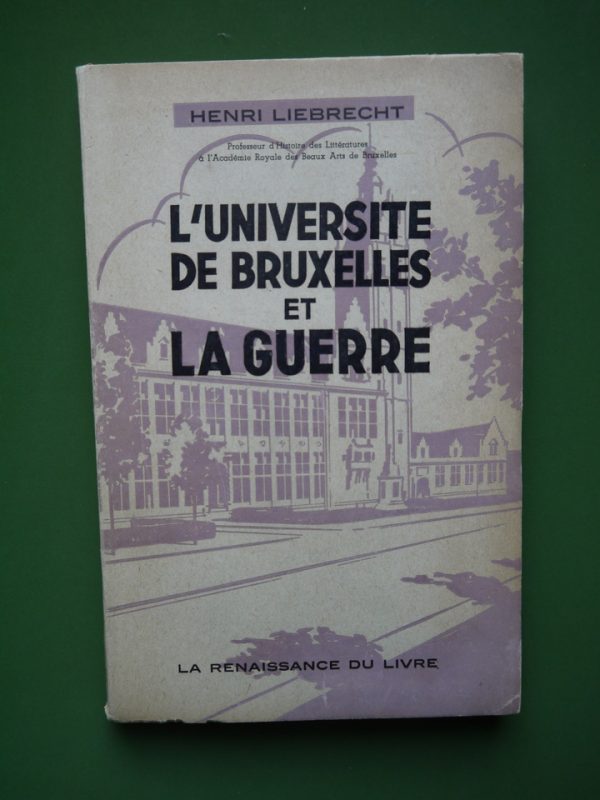 HENRI LIEBRECHT
Professeur d'Histoire des Littératures
à l'Académie Royale des Beaux Arts de Bruxelles
L'UNIVERSITE
DE BRUXELLES
ET
LA GUERRE
LA RENAISSANCE DU LIVRE